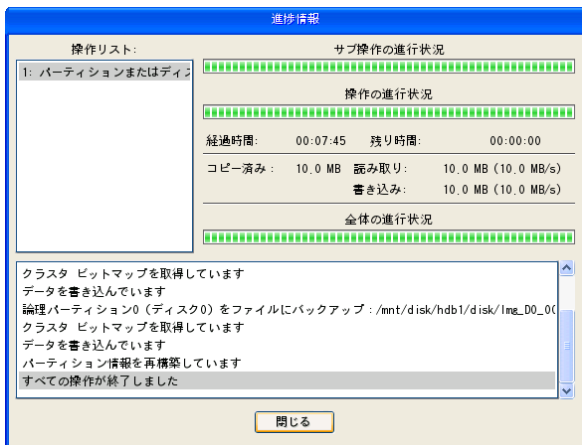 進捗情報
操作リスト:
1: パーティションまたはディス
サブ操作の進行状況
操作の進行状況
経過時間: 00:07:45 残り時間: 00:00:00
コピー済み: 10.0 MB 読み取り: 10.0 MB (10.0 MB/s)
書き込み: 10.0 MB (10.0 MB/s)
全体の進行状況
クラスタ ビットマップを取得しています
データを書き込んでいます
論理パーティション0（ディスク0）をファイルにバックアップ:/mnt/disk/hdb1/disk/Img_D0_0(
クラスタ ビットマップを取得しています
データを書き込んでいます
パーティション情報を再構築しています
すべての操作が終了しました
閉じる